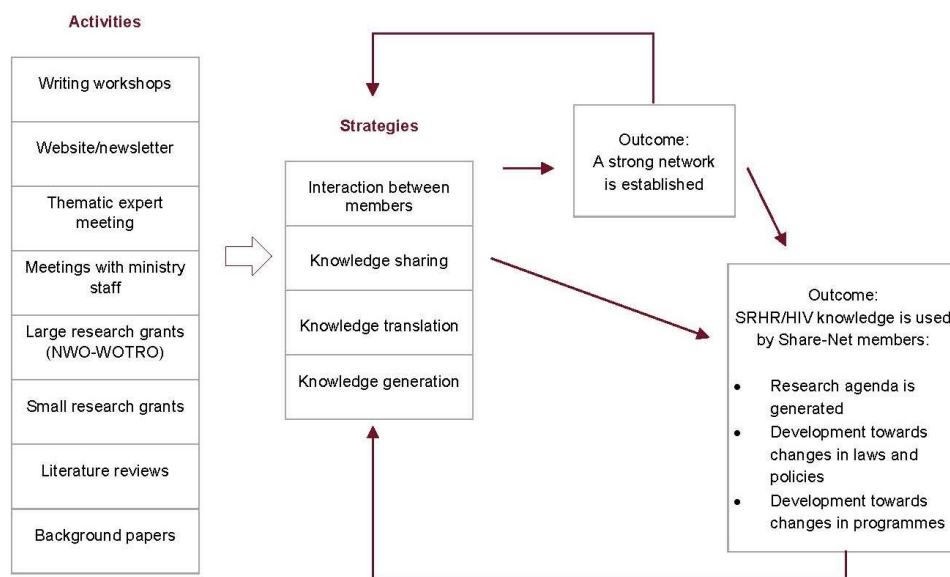 Activities
Writing workshops
Website/newsletter
Thematic expert
meeting
Meetings with ministry
staff
Large research grants
(NWO-WOTRO)
Small research grants
Literature reviews
Background papers
Strategies
Interaction between
members
Knowledge sharing
Knowledge translation
Knowledge generation
Outcome:
A strong network
is established
Outcome:
SRHR/HIV knowledge is used
by Share-Net members:
• Research agenda is
generated
• Development towards
changes in laws and
policies
• Development towards
changes in programmes